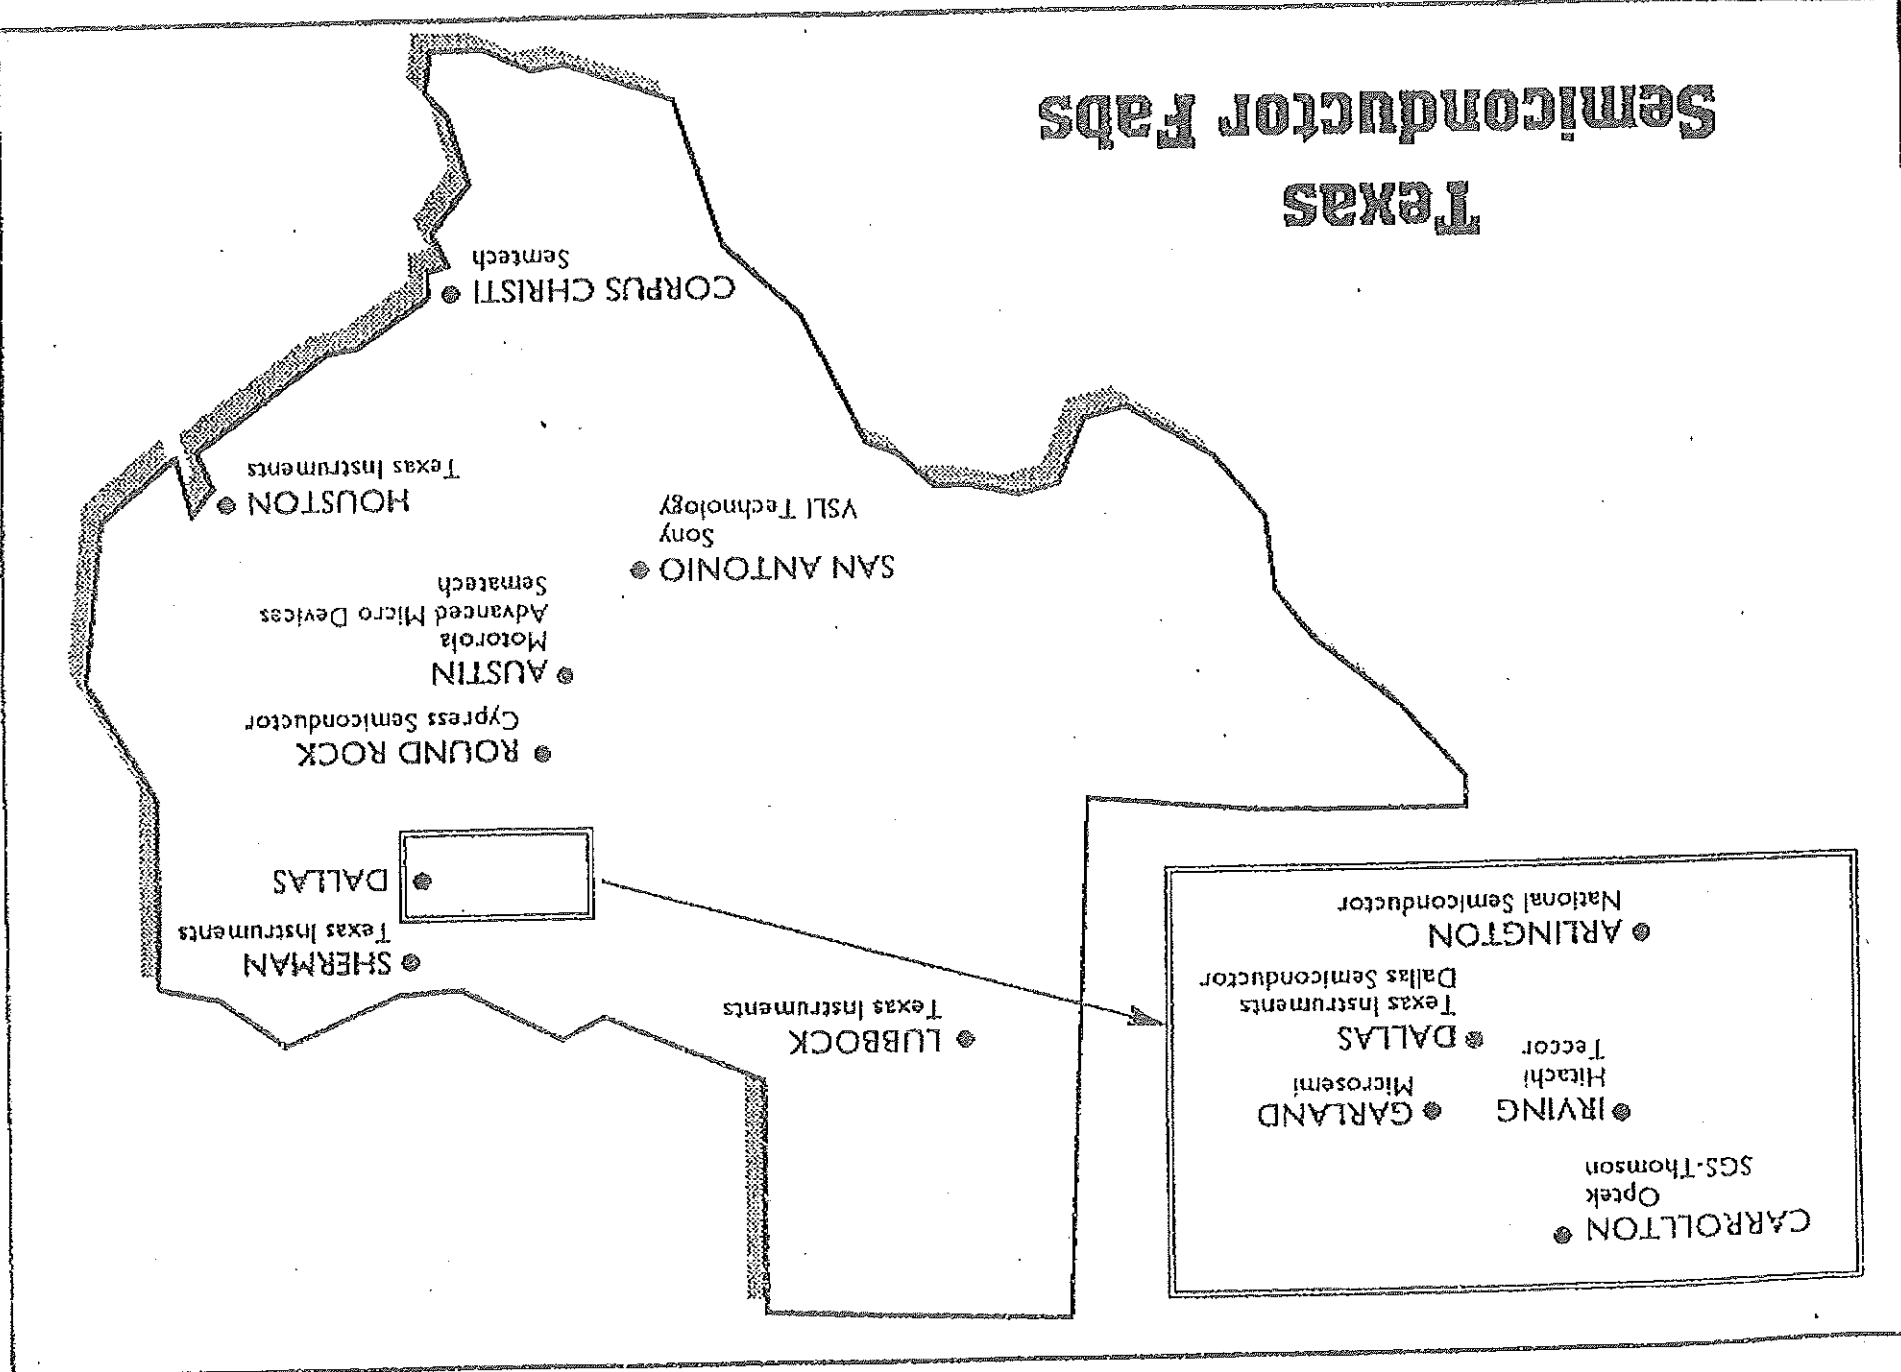 CARROLLTON
Optek
SGS-Thomson
IRVING
Hitachi
Teccor
GARLAND
Microsemi
DALLAS
Texas Instruments
Dallas Semiconductor
ARLINGTON
National Semiconductor
LUBBOCK
Texas Instruments
SHERMAN
Texas Instruments
DALLAS
ROUND ROCK
Cypress Semiconductor
AUSTIN
Motorola
Advanced Micro Devices
Sematech
SAN ANTONIO
Sony
VSLI Technology
HOUSTON
Texas Instruments
CORPUS CHRISTI
Semtech
Texas
Semiconductor Fabs